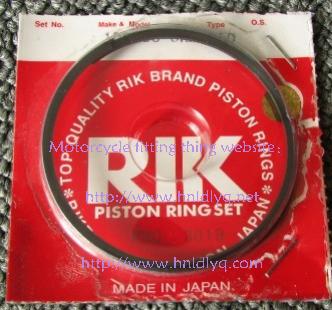 Set No. Make & Model Type O.S.
* TOP QUALITY RIK BRAND PISTON RINGS *
Motorcycle fitting thing website:
RIK
http://www.hnldlyq.net
PISTON RING SET
JAPAN
http://www.hnldlyq.net
MADE IN JAPAN.